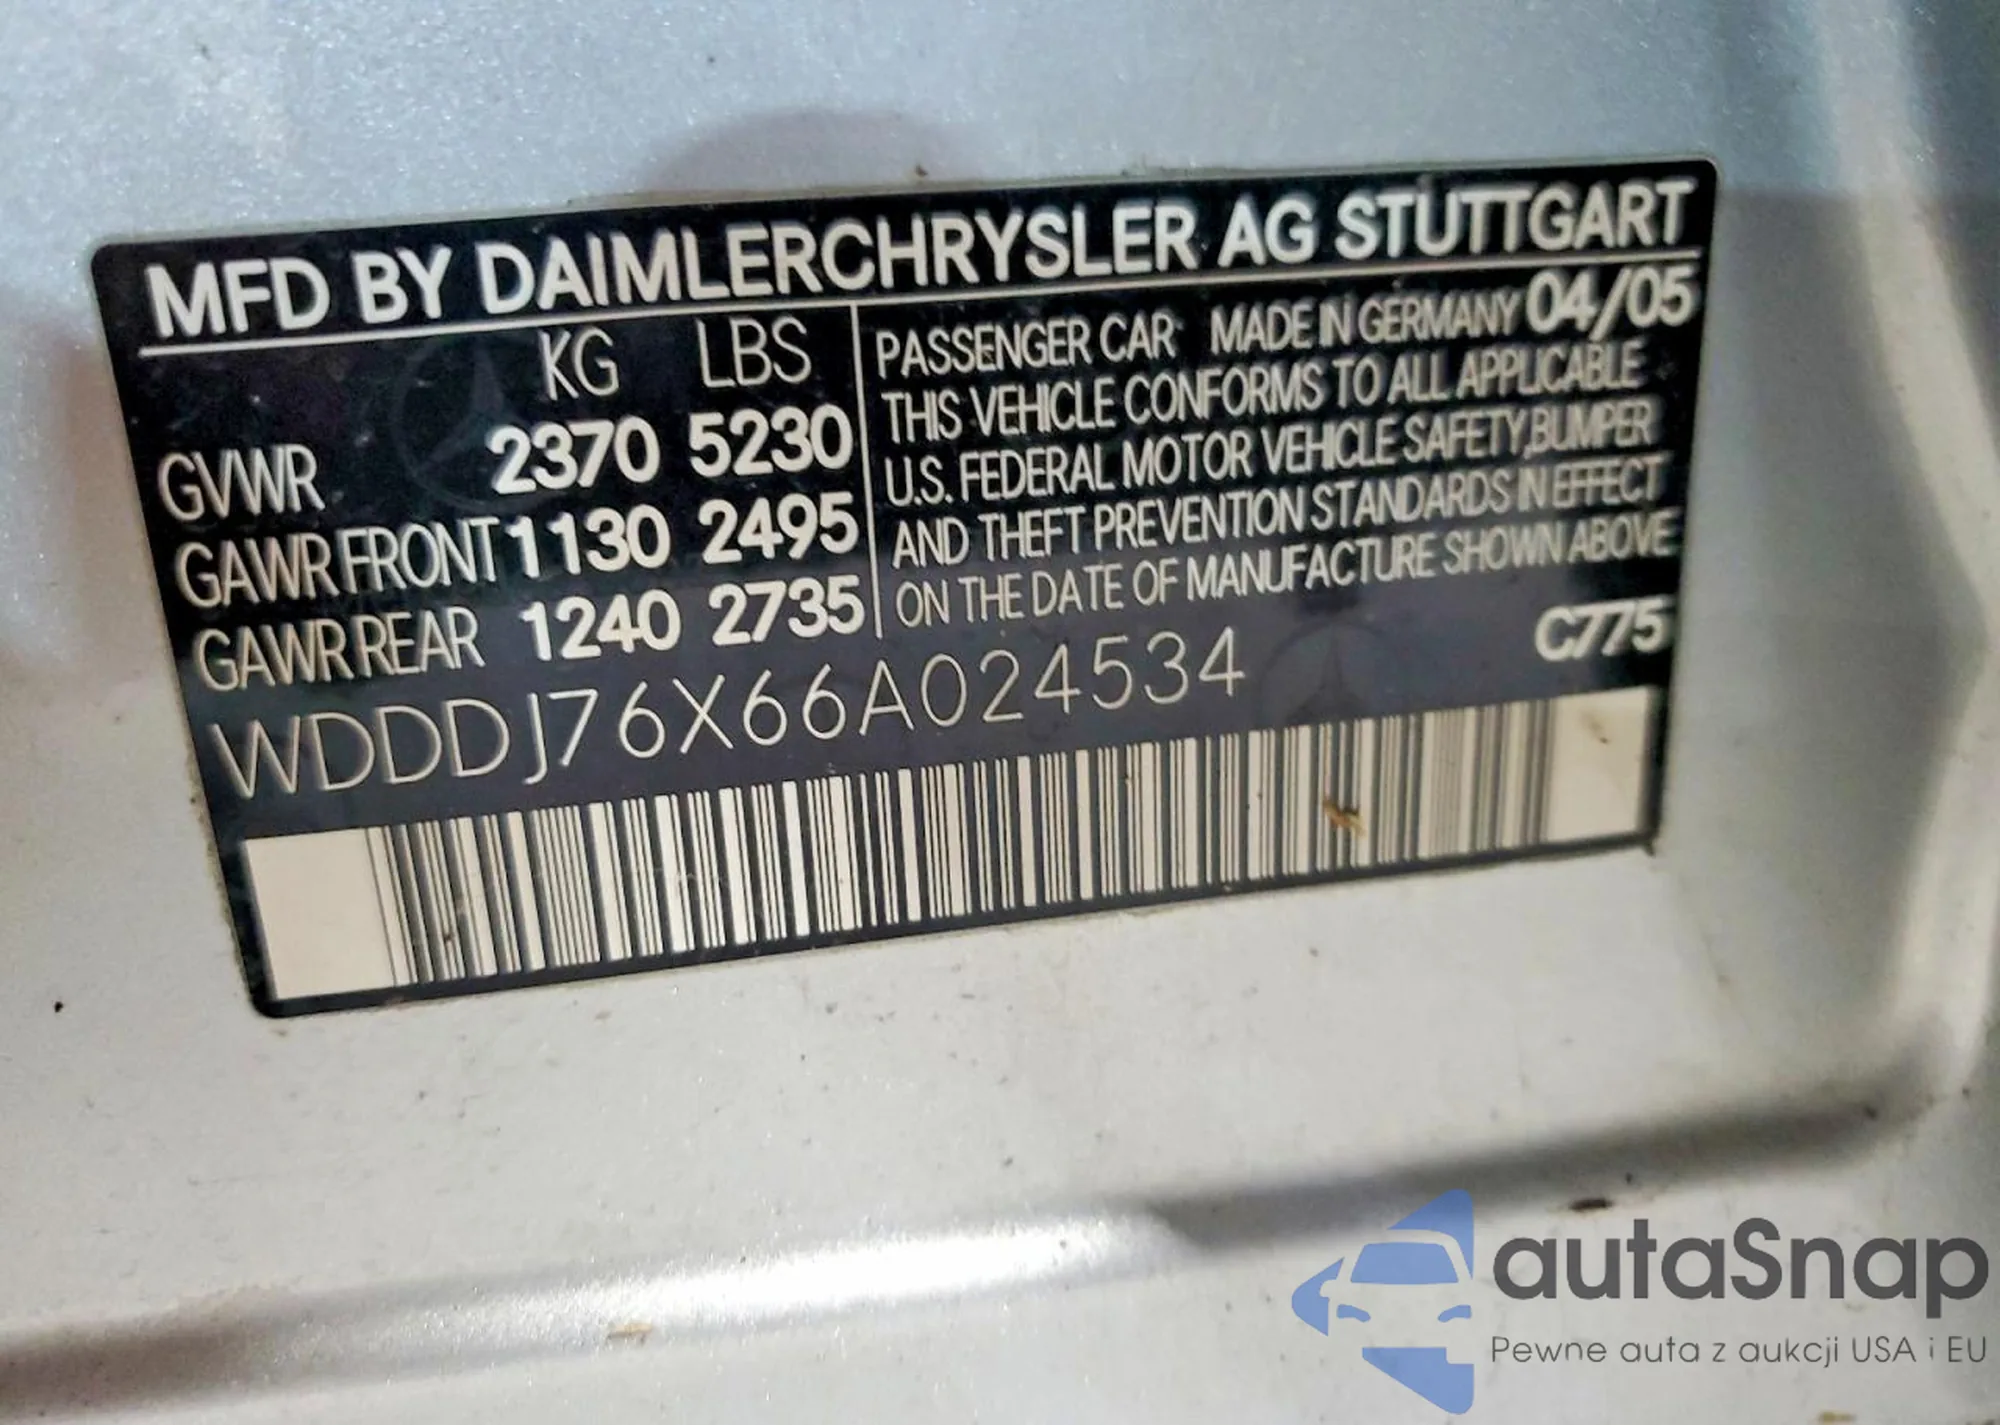 MFD BY DAIMLERCHRYSLER AG STUTTGART
KG LBS
GVWR 2370 5230
GAWR FRONT 1130 2495
GAWR REAR 1240 2735
PASSENGER CAR MADE IN GERMANY 04/05
THIS VEHICLE CONFORMS TO ALL APPLICABLE
U.S. FEDERAL MOTOR VEHICLE SAFETY, BUMPER
AND THEFT PREVENTION STANDARDS IN EFFECT
ON THE DATE OF MANUFACTURE SHOWN ABOVE
C775
WDDDJ76X66A024534
autaSnap
Pewne auta z aukcji USA i EU